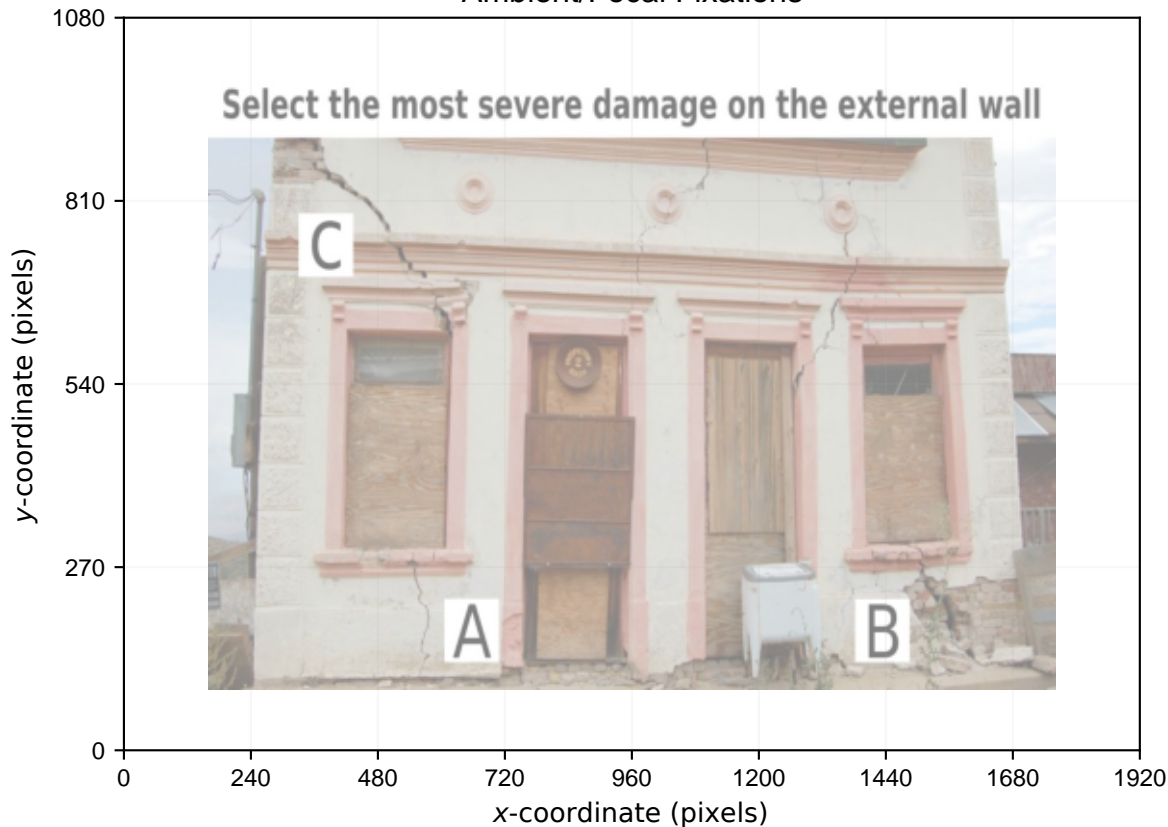 Ambient/Focal Fixations
1080
Select the most severe damage on the external wall
810
C
540
270
A
B
0
0
240
480
720
960
1200
1440
1680
1920
y-coordinate (pixels)
x-coordinate (pixels)